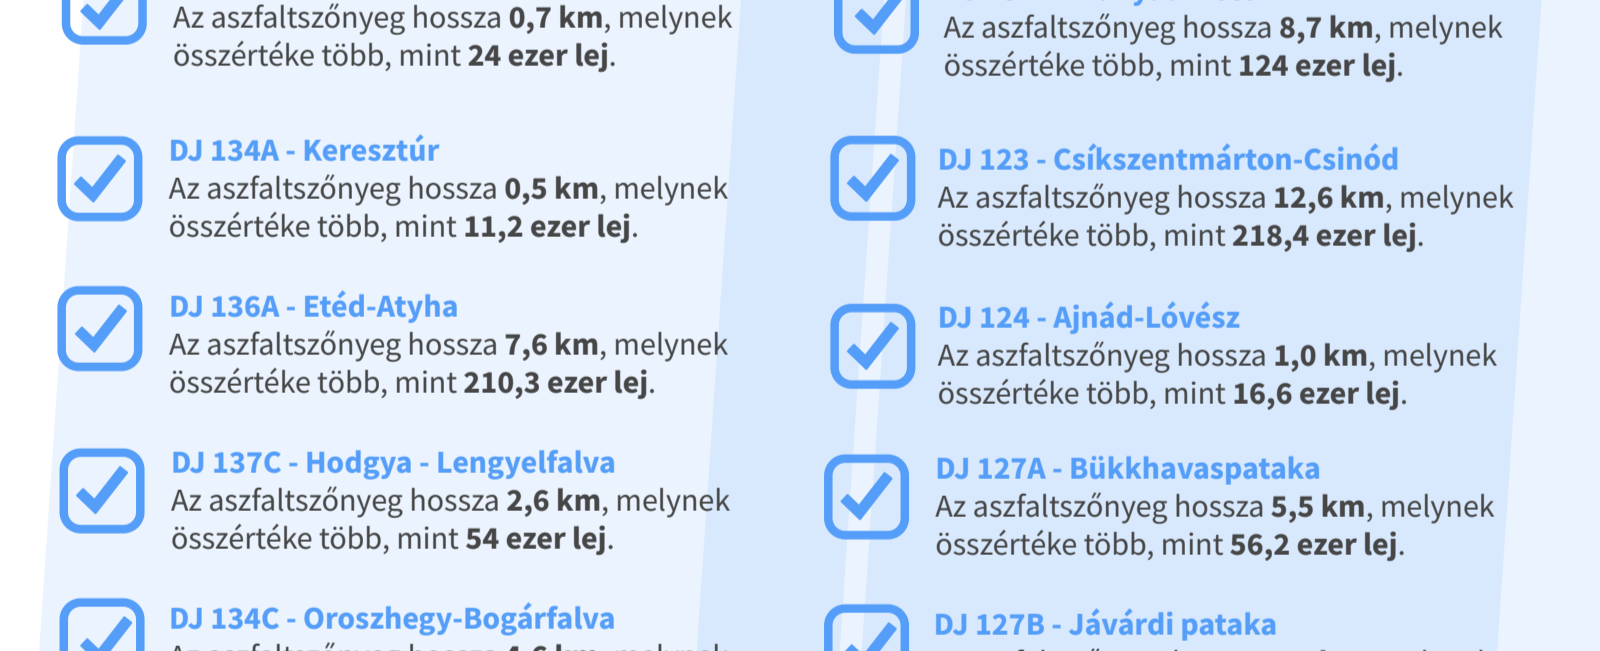 Az aszfaltszőnyeg hossza 0,7 km, melynek
összértéke több, mint 24 ezer lej.
DJ 134A - Keresztúr
Az aszfaltszőnyeg hossza 0,5 km, melynek
összértéke több, mint 11,2 ezer lej.
DJ 136A - Etéd-Atyha
Az aszfaltszőnyeg hossza 7,6 km, melynek
összértéke több, mint 210,3 ezer lej.
DJ 137C - Hodgya - Lengyelfalva
Az aszfaltszőnyeg hossza 2,6 km, melynek
összértéke több, mint 54 ezer lej.
DJ 134C - Oroszhegy-Bogárfalva
Az aszfaltszőnyeg hossza 8,7 km, melynek
összértéke több, mint 124 ezer lej.
DJ 123 - Csíkszentmárton-Csinód
Az aszfaltszőnyeg hossza 12,6 km, melynek
összértéke több, mint 218,4 ezer lej.
DJ 124 - Ajnád-Lóvész
Az aszfaltszőnyeg hossza 1,0 km, melynek
összértéke több, mint 16,6 ezer lej.
DJ 127A - Bükkhavaspataka
Az aszfaltszőnyeg hossza 5,5 km, melynek
összértéke több, mint 56,2 ezer lej.
DJ 127B - Jávárdi pataka